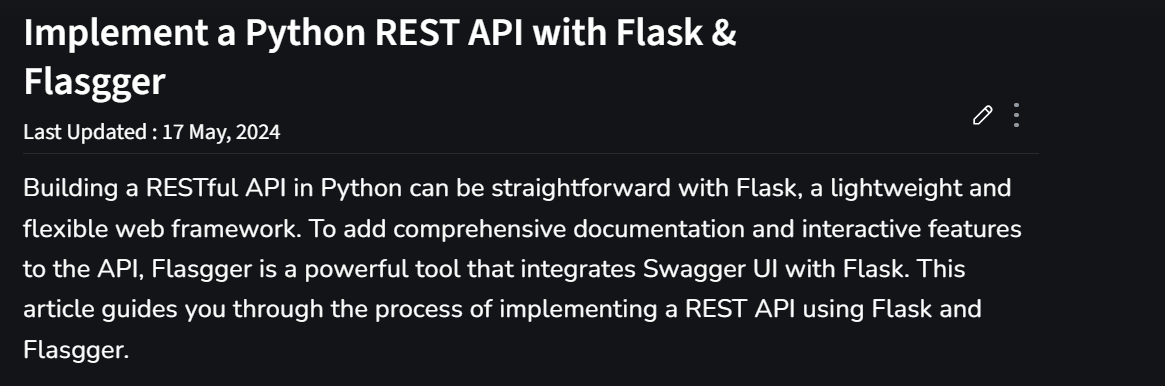 Implement a Python REST API with Flask &
Flasgger
Last Updated : 17 May, 2024
Building a RESTful API in Python can be straightforward with Flask, a lightweight and
flexible web framework. To add comprehensive documentation and interactive features
to the API, Flasgger is a powerful tool that integrates Swagger UI with Flask. This
article guides you through the process of implementing a REST API using Flask and
Flasgger.